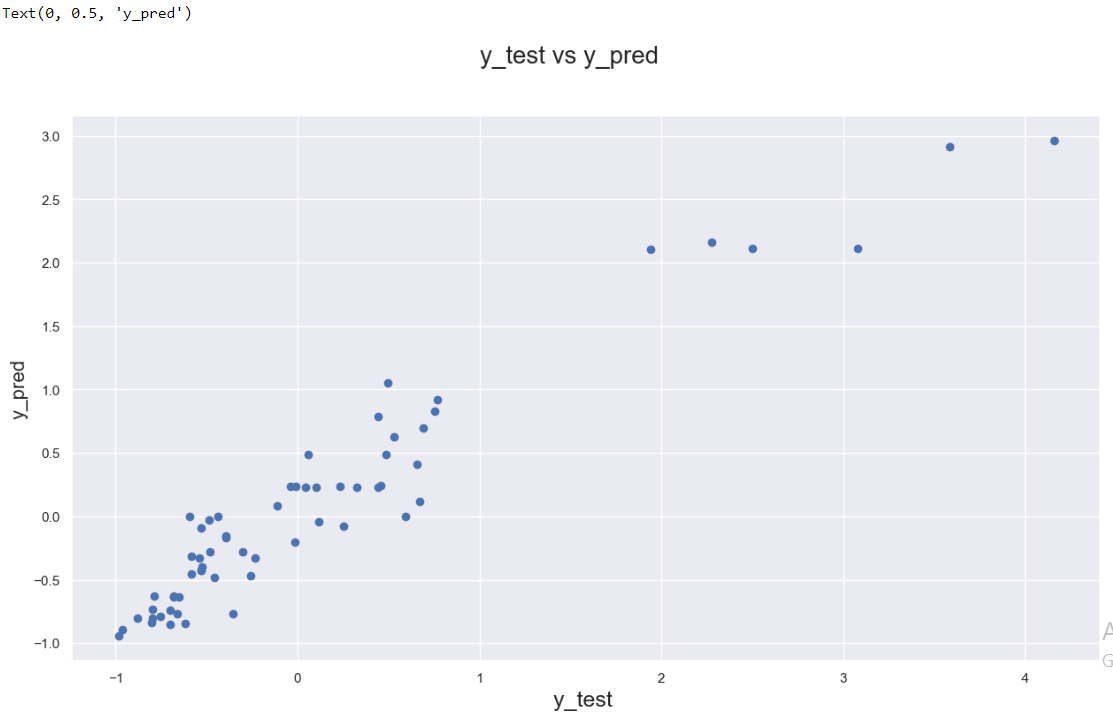 Text(0, 0.5, 'y_pred')
y_test vs y_pred
3.0
2.5
2.0
1.5
1.0
0.5
0.0
−0.5
−1.0
y_pred
−1 0 1 2 3 4
y_test
A
G